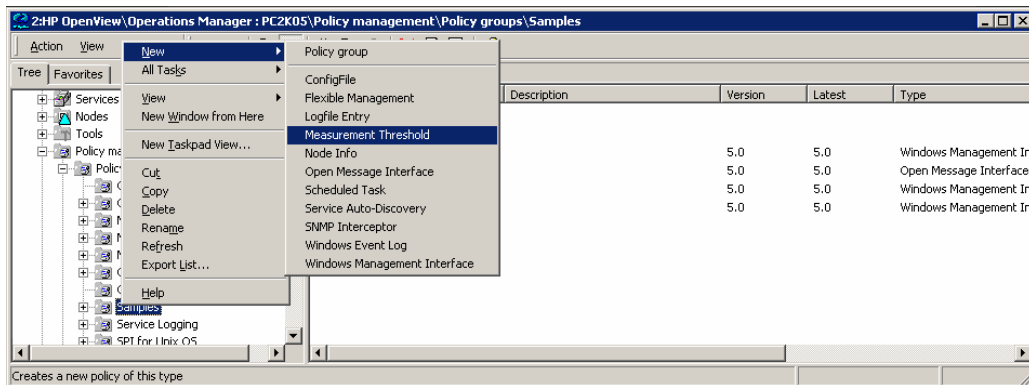 2:HP OpenView\Operations Manager : PC2K05\Policy management\Policy groups\Samples
Action View
Tree Favorites
Services
Nodes
Tools
Policy ma
Polic
Samples
Service Logging
SPI for Unix OS
New
All Tasks
View
New Window from Here
New Taskpad View...
Cut
Copy
Delete
Rename
Refresh
Export List...
Help
Policy group
ConfigFile
Flexible Management
Logfile Entry
Measurement Threshold
Node Info
Open Message Interface
Scheduled Task
Service Auto-Discovery
SNMP Interceptor
Windows Event Log
Windows Management Interface
Description Version Latest Type
5.0 5.0 Windows Management In
5.0 5.0 Open Message Interface
5.0 5.0 Windows Management In
5.0 5.0 Windows Management In
Creates a new policy of this type